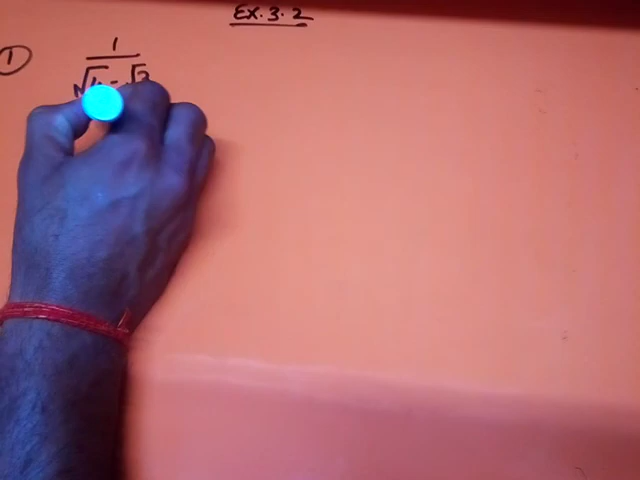 Ex. 3. 2
① 1
√ - √